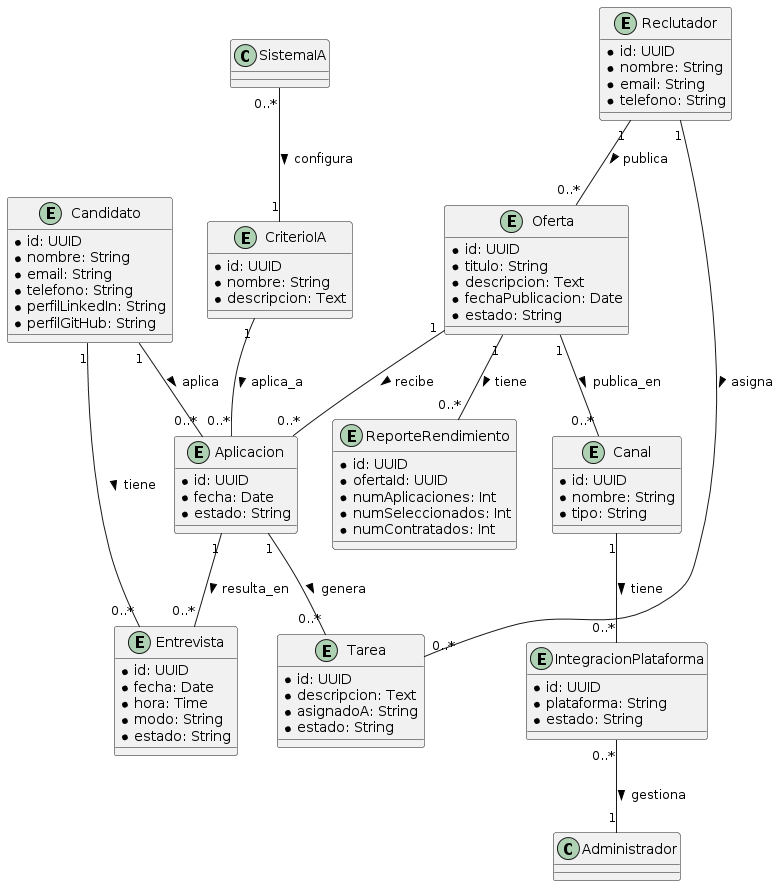 E Reclutador
id: UUID
nombre: String
email: String
telefono: String
C SistemaIA
0..*
configura
1
1
publica
0..*
1
asigna
0..*
E Candidato
id: UUID
nombre: String
email: String
telefono: String
perfilLinkedIn: String
perfilGitHub: String
E CriterioIA
id: UUID
nombre: String
descripcion: Text
E Oferta
id: UUID
titulo: String
descripcion: Text
fechaPublicacion: Date
estado: String
1
tiene
0..*
1
aplica
0..*
1
aplica_a
0..*
1
recibe
0..*
1
tiene
0..*
1
publica_en
0..*
E Aplicacion
id: UUID
fecha: Date
estado: String
E ReporteRendimiento
id: UUID
ofertaId: UUID
numAplicaciones: Int
numSeleccionados: Int
numContratados: Int
E Canal
id: UUID
nombre: String
tipo: String
1
resulta_en
0..*
1
genera
0..*
1
tiene
0..*
E Entrevista
id: UUID
fecha: Date
hora: Time
modo: String
estado: String
E Tarea
id: UUID
descripcion: Text
asignadoA: String
estado: String
E IntegracionPlataforma
id: UUID
plataforma: String
estado: String
0..*
gestiona
1
C Administrador